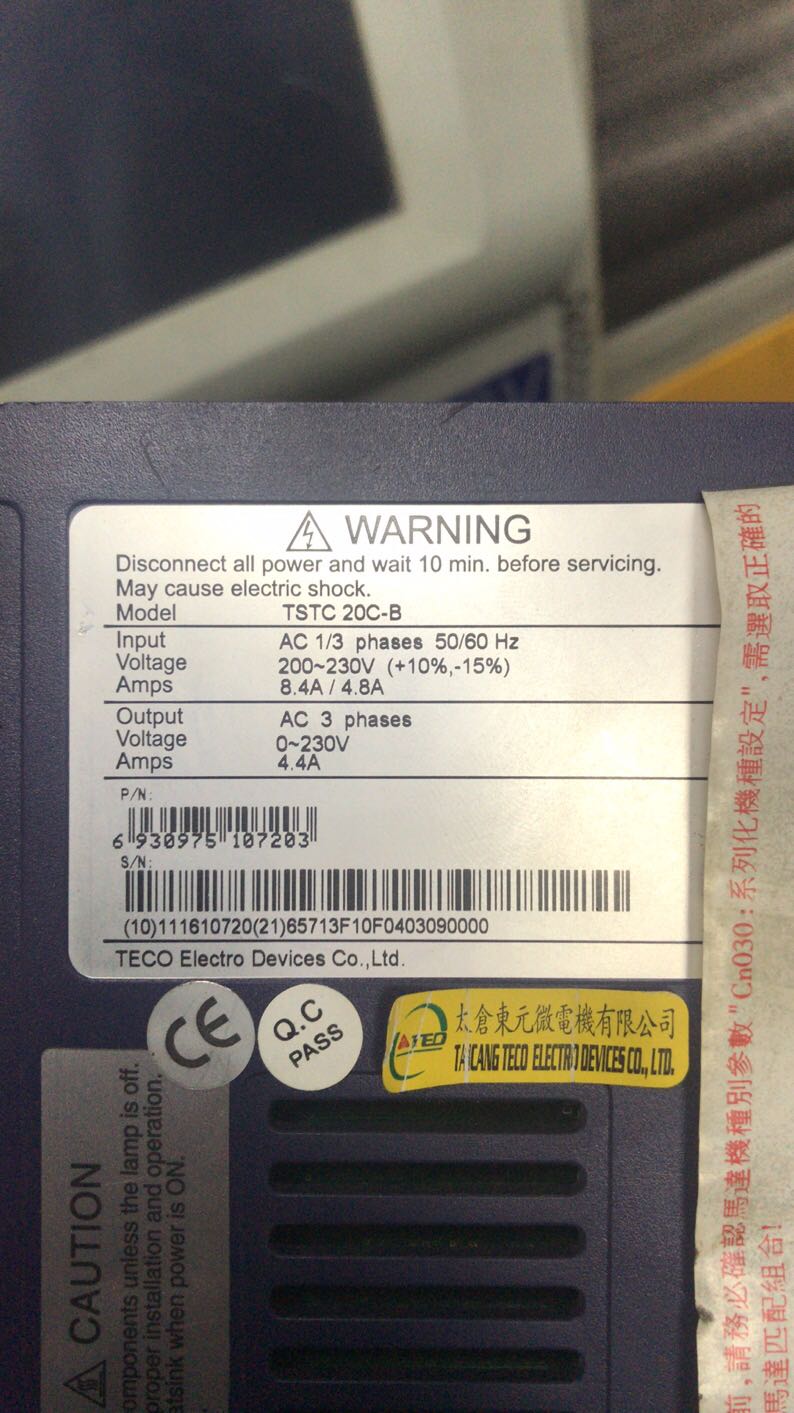 WARNING
Disconnect all power and wait 10 min. before servicing.
May cause electric shock.
Model TSTC 20C-B
Input AC 1/3 phases 50/60 Hz
Voltage 200~230V (+10%,-15%)
Amps 8.4A / 4.8A
Output AC 3 phases
Voltage 0~230V
Amps 4.4A
P/N:
6 930975 107203
S/N:
(10)111610720(21)65713F10F0403090000
TECO Electro Devices Co.,Ltd.
CE
Q.C
PASS
TECO
太倉東元微電機有限公司
TAICANG TECO ELECTRO DEVICES CO., LTD.
CAUTION
omponents unless the lamp is off.
proper installation and operation.
atsink when power is ON.
前,請務必確認馬達機種別參數"Cn030:系列化機種設定",需選取正確的
馬達匹配組合!